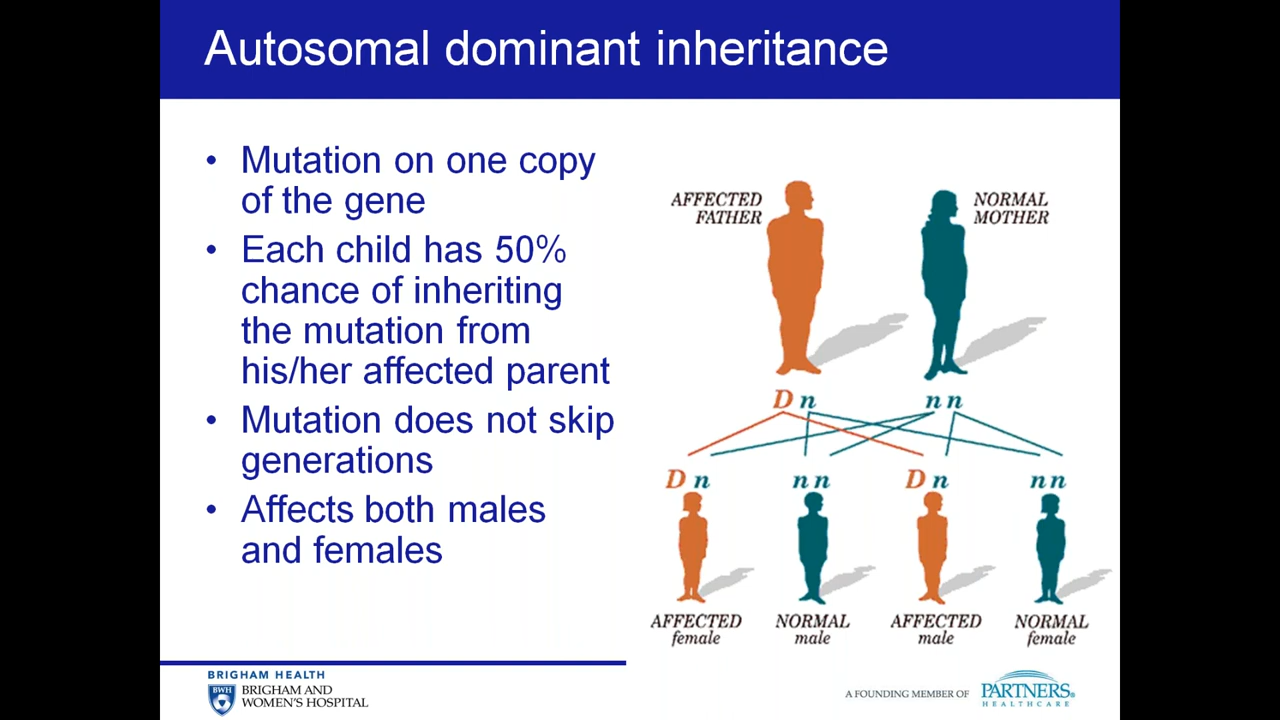 Autosomal dominant inheritance
• Mutation on one copy
of the gene
• Each child has 50%
chance of inheriting
the mutation from
his/her affected parent
• Mutation does not skip
generations
• Affects both males
and females
AFFECTED
FATHER
NORMAL
MOTHER
D n
n n
D n
n n
D n
n n
AFFECTED
female
NORMAL
male
AFFECTED
male
NORMAL
female
BRIGHAM HEALTH
BWH
BRIGHAM AND
WOMEN'S HOSPITAL
A FOUNDING MEMBER OF
PARTNERS®
HEALTHCARE